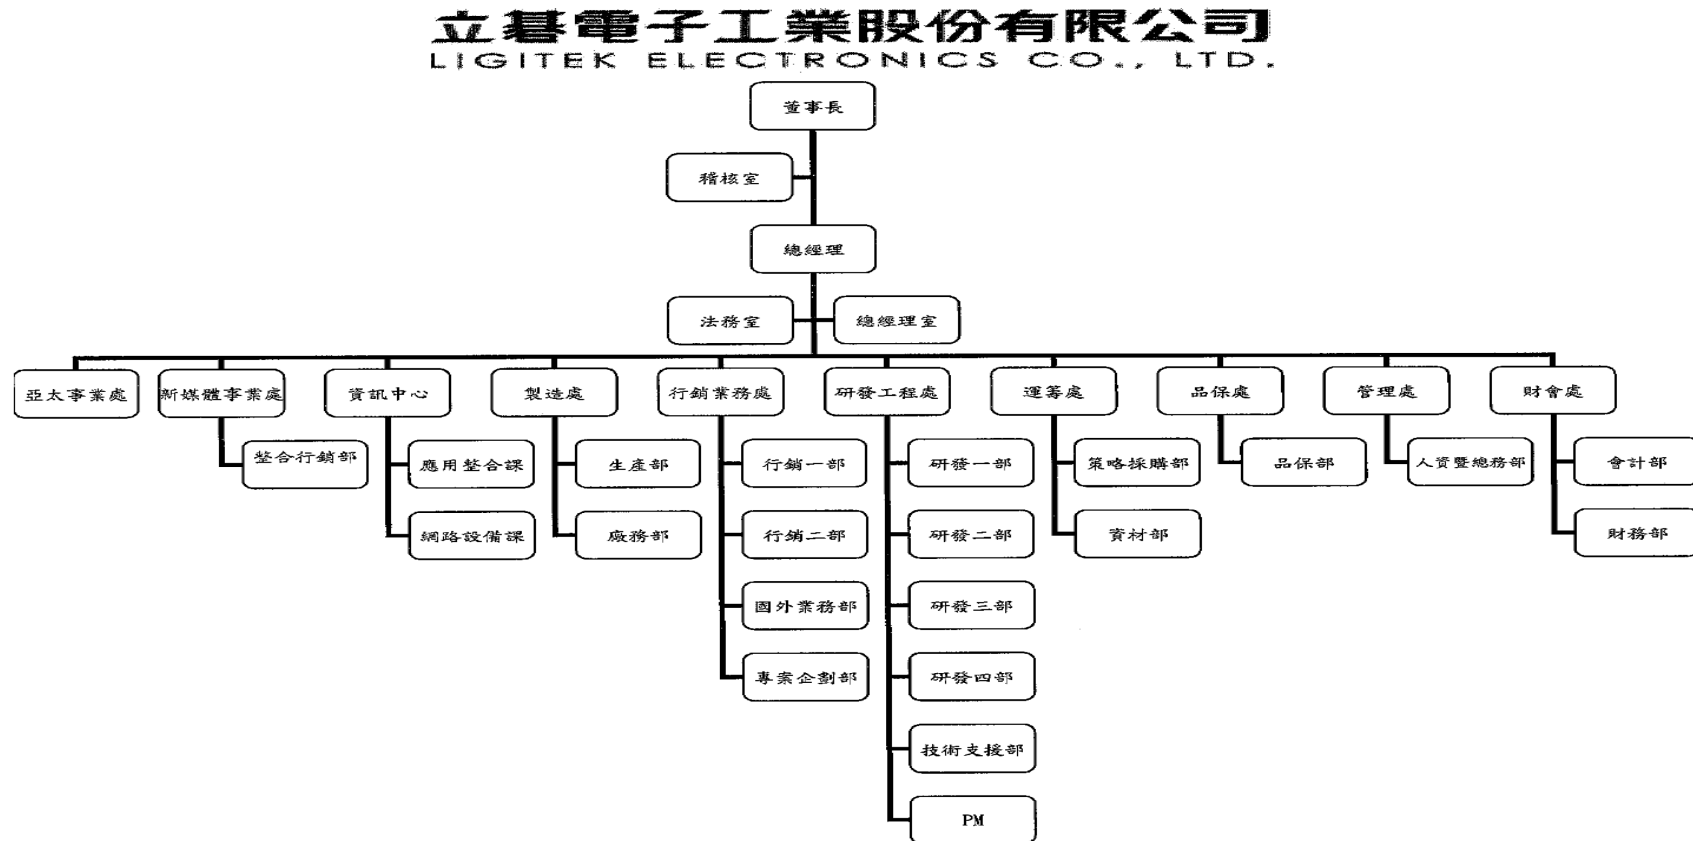 立碁電子工業股份有限公司
LIGITEK ELECTRONICS CO., LTD.
董事長
稽核室
總經理
法務室 總經理室
亞太事業處 新媒體事業處 資訊中心 製造處 行銷業務處 研發工程處 運籌處 品保處 管理處 財會處
整合行銷部 應用整合課 生產部 行銷一部 研發一部 策略採購部 品保部 人資暨總務部 會計部
網路設備課 廠務部 行銷二部 研發二部 資材部 財務部
國外業務部 研發三部
專案企劃部 研發四部
技術支援部
PM